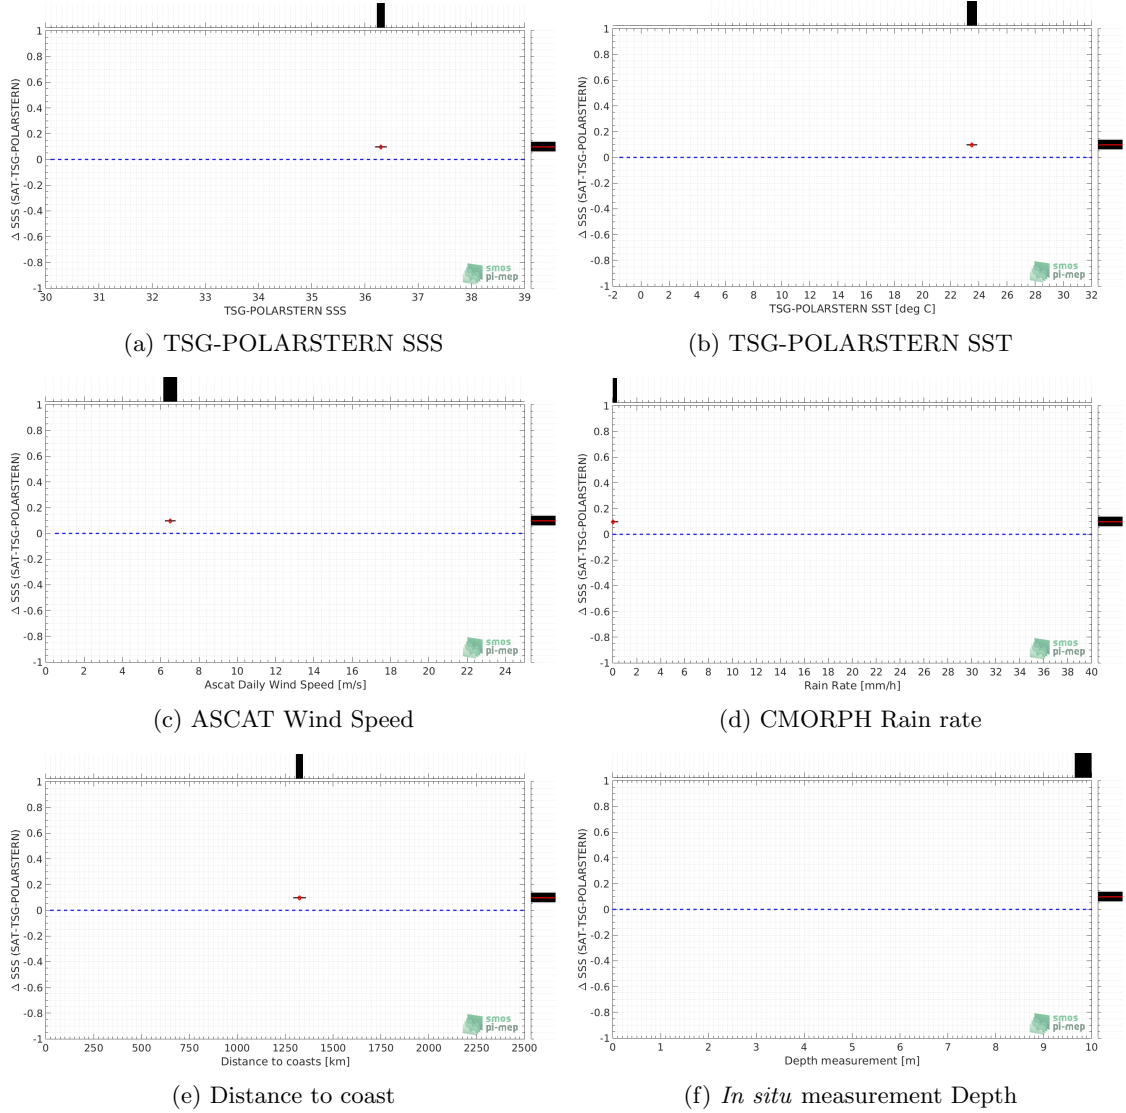 1
0.8
0.6
0.4
0.2
0
-0.2
-0.4
-0.6
-0.8
-1
Δ SSS (SAT-TSG-POLARSTERN)
smos
pi-mep
30 31 32 33 34 35 36 37 38 39
TSG-POLARSTERN SSS
(a) TSG-POLARSTERN SSS
1
0.8
0.6
0.4
0.2
0
-0.2
-0.4
-0.6
-0.8
-1
Δ SSS (SAT-TSG-POLARSTERN)
smos
pi-mep
-2 0 2 4 6 8 10 12 14 16 18 20 22 24 26 28 30 32
TSG-POLARSTERN SST [deg C]
(b) TSG-POLARSTERN SST
1
0.8
0.6
0.4
0.2
0
-0.2
-0.4
-0.6
-0.8
-1
Δ SSS (SAT-TSG-POLARSTERN)
smos
pi-mep
0 2 4 6 8 10 12 14 16 18 20 22 24
Ascat Daily Wind Speed [m/s]
(c) ASCAT Wind Speed
1
0.8
0.6
0.4
0.2
0
-0.2
-0.4
-0.6
-0.8
-1
Δ SSS (SAT-TSG-POLARSTERN)
smos
pi-mep
0 2 4 6 8 10 12 14 16 18 20 22 24 26 28 30 32 34 36 38 40
Rain Rate [mm/h]
(d) CMORPH Rain rate
1
0.8
0.6
0.4
0.2
0
-0.2
-0.4
-0.6
-0.8
-1
Δ SSS (SAT-TSG-POLARSTERN)
smos
pi-mep
0 250 500 750 1000 1250 1500 1750 2000 2250 2500
Distance to coasts [km]
(e) Distance to coast
1
0.8
0.6
0.4
0.2
0
-0.2
-0.4
-0.6
-0.8
-1
Δ SSS (SAT-TSG-POLARSTERN)
smos
pi-mep
0 1 2 3 4 5 6 7 8 9 10
Depth measurement [m]
(f) In situ measurement Depth